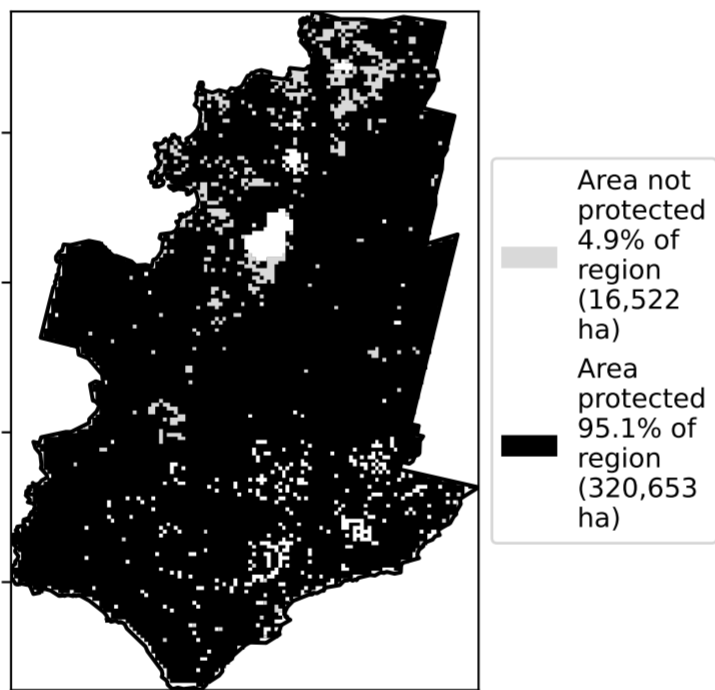 Area not
protected
4.9% of
region
(16,522
ha)
Area
protected
95.1% of
region
(320,653
ha)